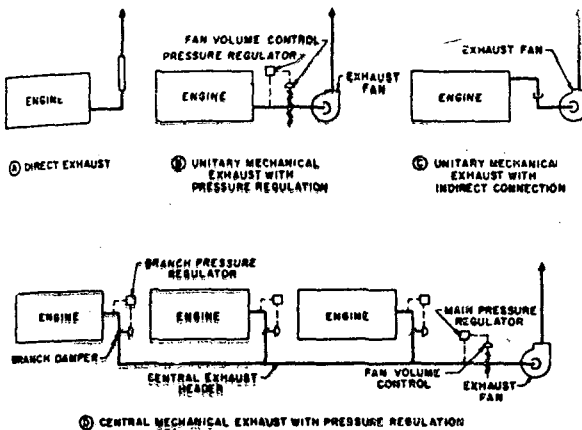 FAN VOLUME CONTROL
PRESSURE REGULATOR
EXHAUST
FAN
EXHAUST FAN
ENGINE
ENGINE
ENGINE
Ⓐ DIRECT EXHAUST
Ⓑ UNITARY MECHANICAL
EXHAUST WITH
PRESSURE REGULATION
Ⓒ UNITARY MECHANICAL
EXHAUST WITH
INDIRECT CONNECTION
BRANCH PRESSURE
REGULATOR
MAIN PRESSURE
REGULATOR
ENGINE
ENGINE
ENGINE
BRANCH DAMPER
CENTRAL EXHAUST
HEADER
FAN VOLUME
CONTROL
EXHAUST
FAN
Ⓓ CENTRAL MECHANICAL EXHAUST WITH PRESSURE REGULATION